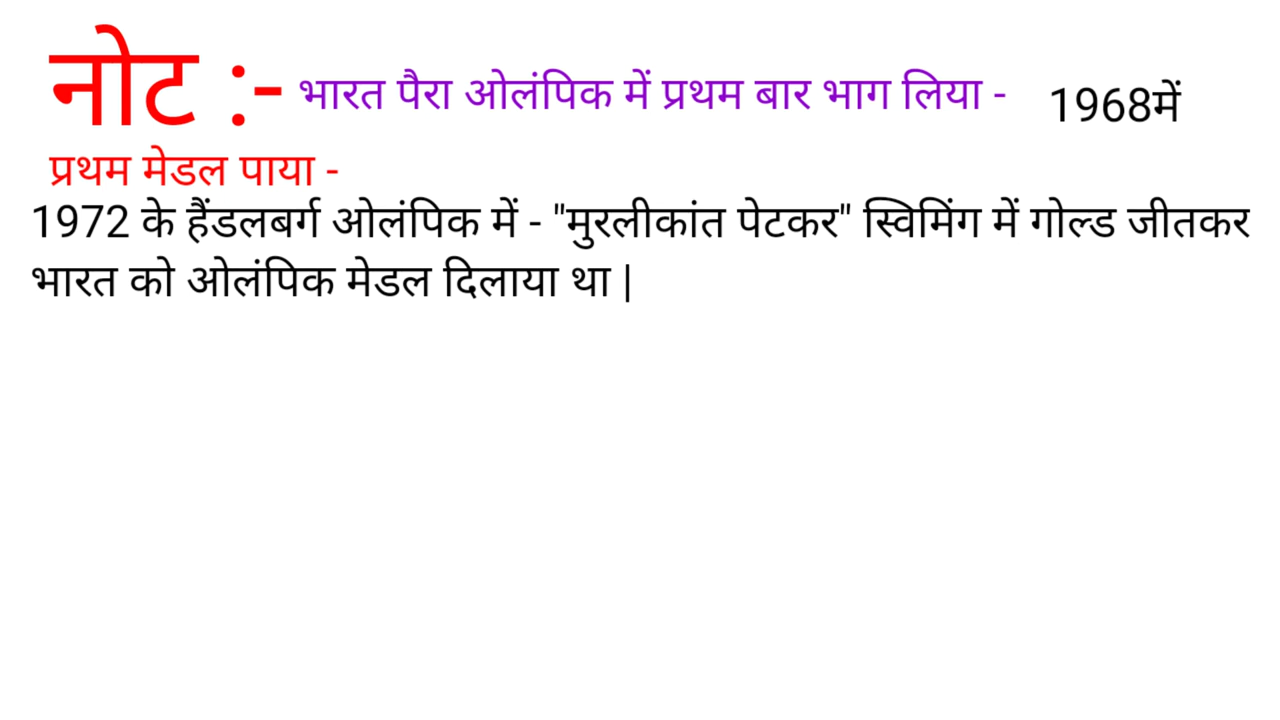 नोट :- भारत पैरा ओलंपिक में प्रथम बार भाग लिया - 1968में
प्रथम मेडल पाया -
1972 के हैंडलबर्ग ओलंपिक में - "मुरलीकांत पेटकर" स्विमिंग में गोल्ड जीतकर
भारत को ओलंपिक मेडल दिलाया था |